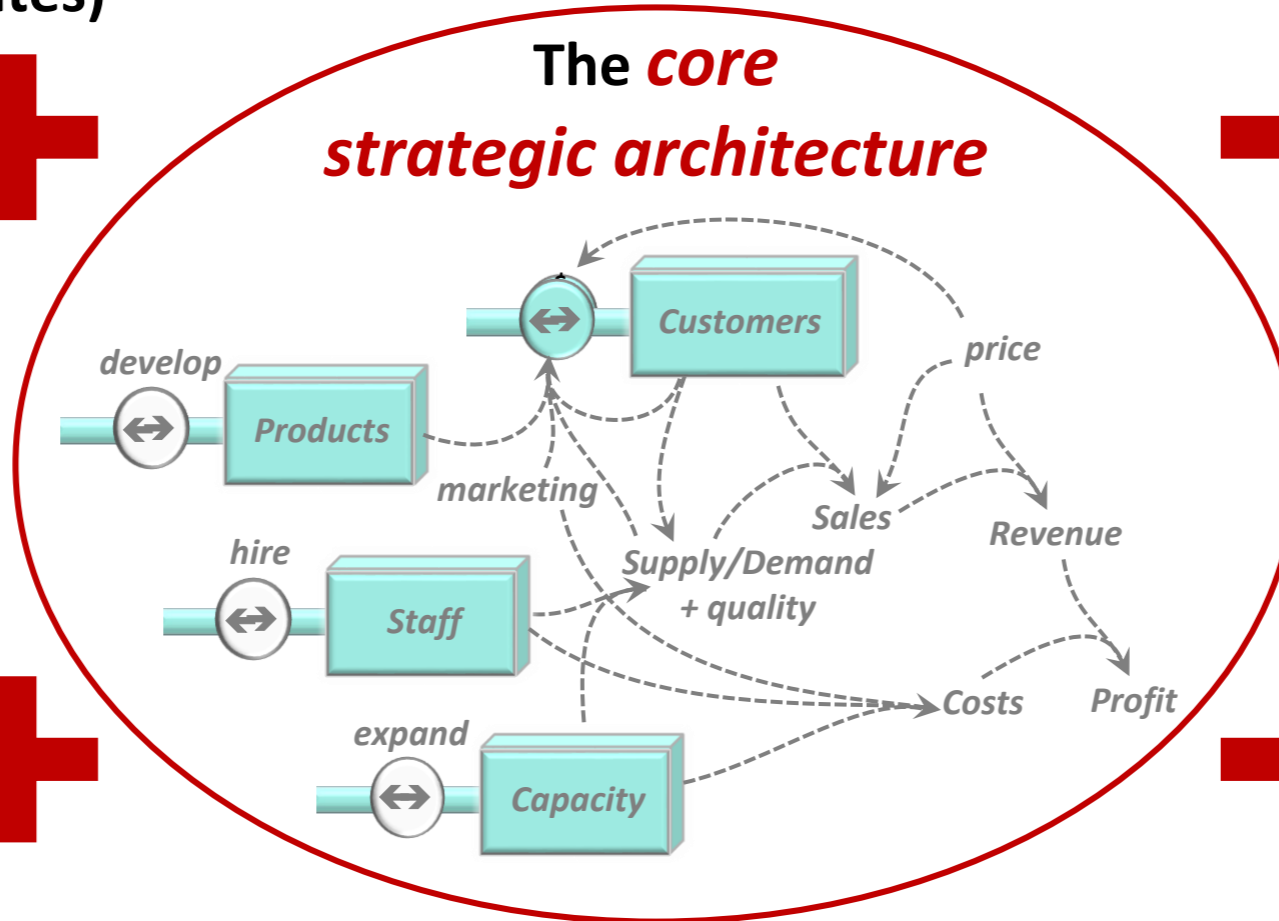 The core
strategic architecture
Customers
price
develop
Products
marketing
Sales
Revenue
hire
Supply/Demand
+ quality
Staff
Costs
Profit
expand
Capacity